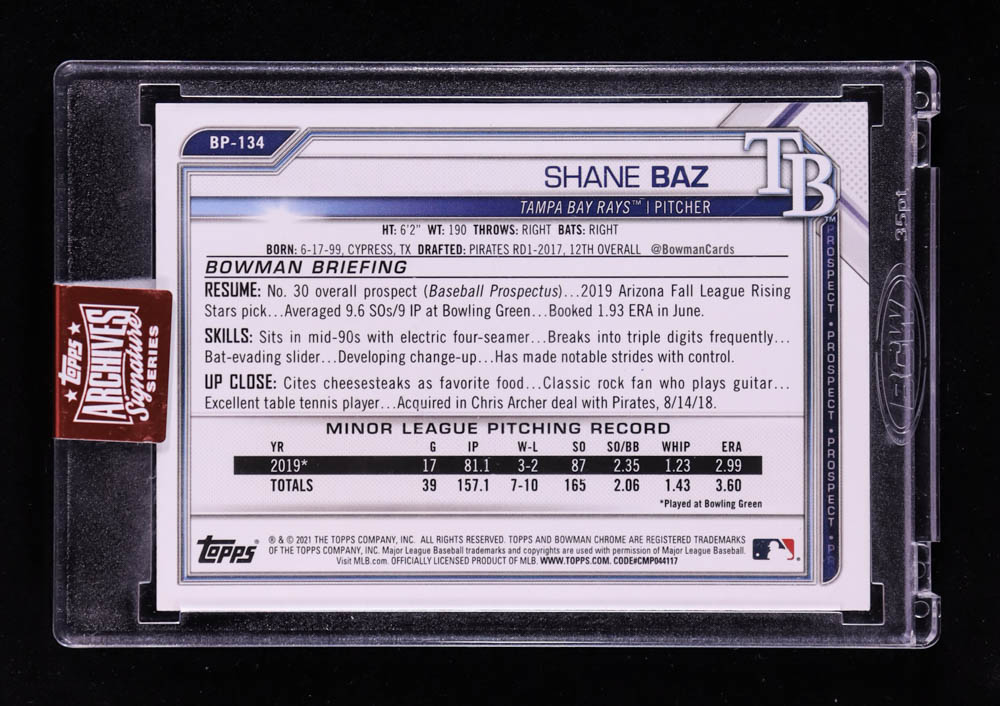 BP-134
TB
SHANE BAZ
TAMPA BAY RAYS™ | PITCHER
HT: 6'2" WT: 190 THROWS: RIGHT BATS: RIGHT
BORN: 6-17-99, CYPRESS, TX DRAFTED: PIRATES RD1-2017, 12TH OVERALL @BowmanCards
BOWMAN BRIEFING
RESUME: No. 30 overall prospect (Baseball Prospectus)...2019 Arizona Fall League Rising
Stars pick...Averaged 9.6 SOs/9 IP at Bowling Green...Booked 1.93 ERA in June.
SKILLS: Sits in mid-90s with electric four-seamer...Breaks into triple digits frequently...
Bat-evading slider...Developing change-up...Has made notable strides with control.
UP CLOSE: Cites cheesesteaks as favorite food...Classic rock fan who plays guitar...
Excellent table tennis player...Acquired in Chris Archer deal with Pirates, 8/14/18.
MINOR LEAGUE PITCHING RECORD
YR G IP W-L SO SO/BB WHIP ERA
2019* 17 81.1 3-2 87 2.35 1.23 2.99
TOTALS 39 157.1 7-10 165 2.06 1.43 3.60
*Played at Bowling Green
Topps
® & © 2021 THE TOPPS COMPANY, INC. ALL RIGHTS RESERVED. TOPPS AND BOWMAN CHROME ARE REGISTERED TRADEMARKS
OF THE TOPPS COMPANY, INC. Major League Baseball trademarks and copyrights are used with permission of Major League Baseball.
Visit MLB.com. OFFICIALLY LICENSED PRODUCT OF MLB. WWW.TOPPS.COM. CODE#CMP044117
PROSPECT • PROSPECT • PROSPECT • PR
★ Topps ★
ARCHIVES
Signature
SERIES
35pt
BCW